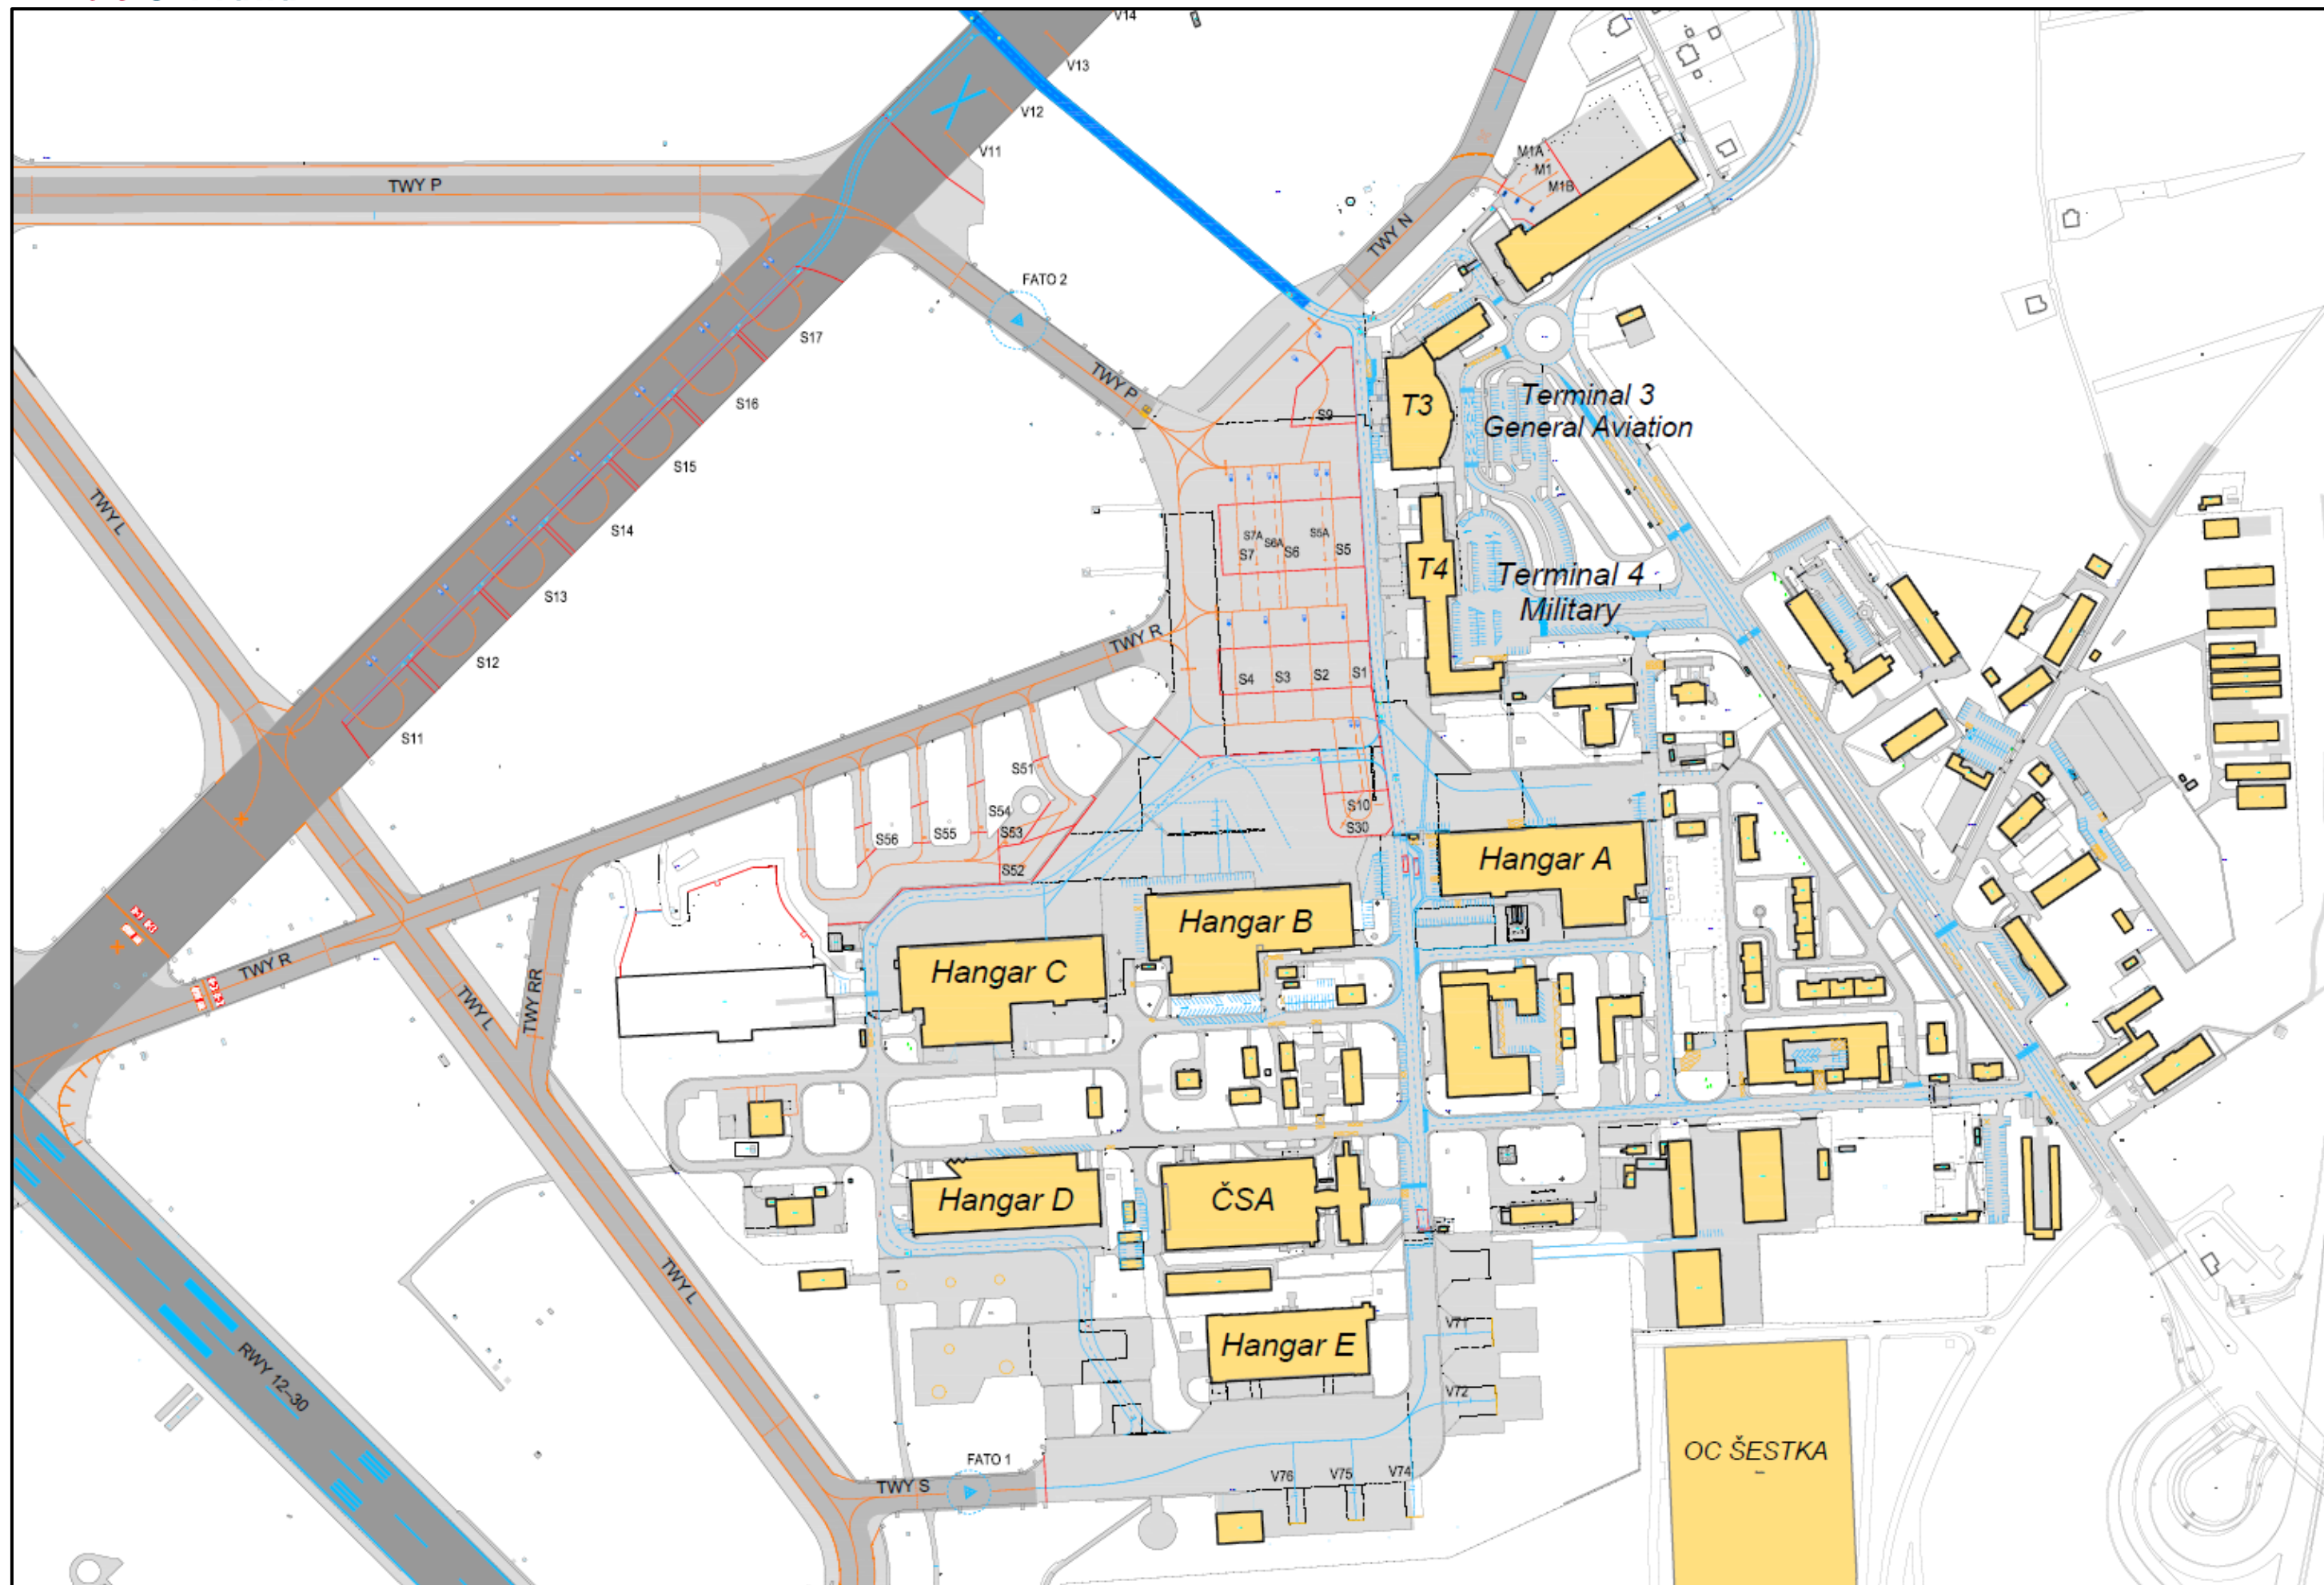 V14
V13
V12
V11
TWY P
M1A
M1
M1B
TWY N
FATO 2
S17
TWY P
S16
S9
T3
Terminal 3
General Aviation
S15
TWY L
S14
S7A
S6A
S5A
S7
S6
S5
T4
Terminal 4
Military
S13
TWY R
S12
S4
S3
S2
S1
S11
S51
S54
S53
S10
S30
S56
S55
S52
Hangar A
Hangar B
Hangar C
TWY R
TWY L
TWY RR
Hangar D
ČSA
TWY L
RWY 12–30
Hangar E
V71
V72
OC ŠESTKA
FATO 1
TWY S
V76
V75
V74